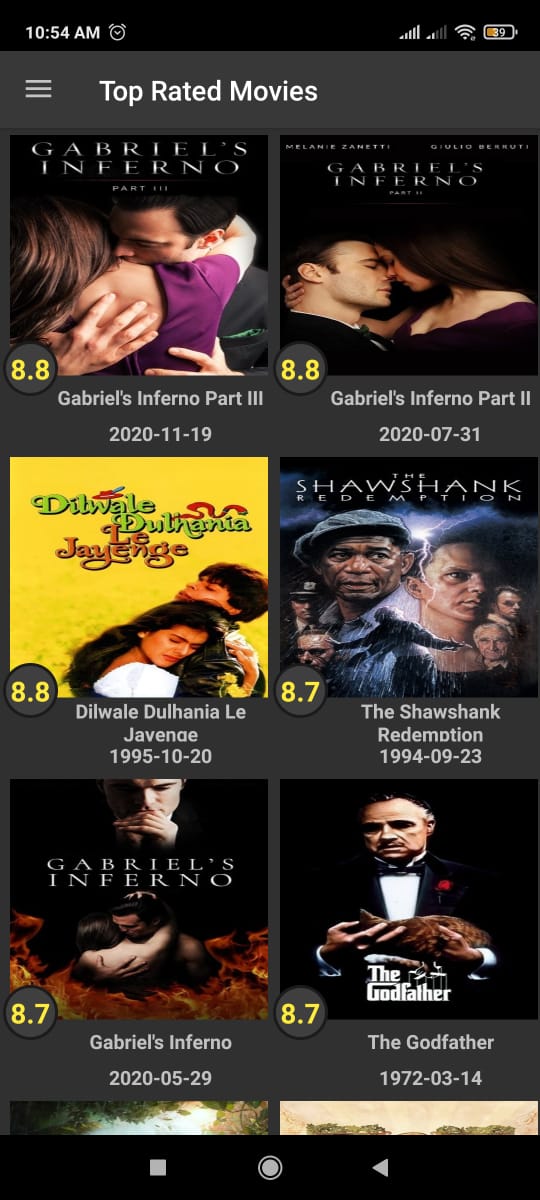 10:54 AM
39
Top Rated Movies
GABRIEL'S
INFERNO
PART III
8.8
Gabriel's Inferno Part III
2020-11-19
MELANIE ZANETTI GIULIO BERRUTI
GABRIEL'S
INFERNO
PART II
8.8
Gabriel's Inferno Part II
2020-07-31
Dilwale
Dulhania
Le
Jayenge
8.8
Dilwale Dulhania Le
Jayenge
1995-10-20
THE
SHAWSHANK
REDEMPTION
8.7
The Shawshank
Redemption
1994-09-23
GABRIEL'S
INFERNO
8.7
Gabriel's Inferno
2020-05-29
The
Godfather
8.7
The Godfather
1972-03-14